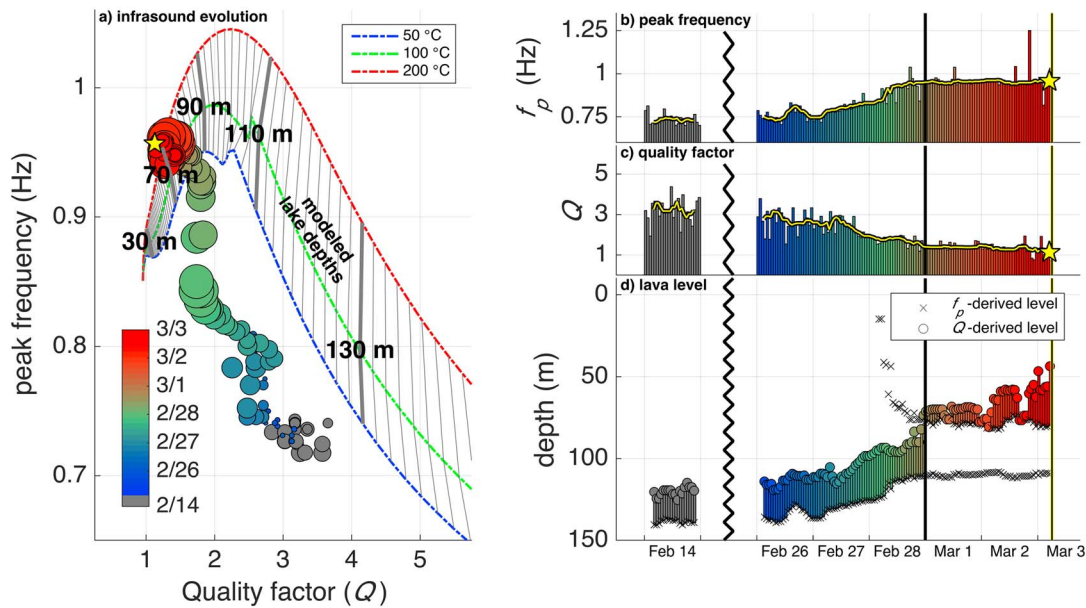 a) infrasound evolution
50 °C
100 °C
200 °C
1
0.9
0.8
0.7
peak frequency (Hz)
90 m
110 m
70 m
30 m
modeled
lake depths
130 m
3/3
3/2
3/1
2/28
2/27
2/26
2/14
1 2 3 4 5
Quality factor (Q)
b) peak frequency
1.25
1
0.75
fp (Hz)
c) quality factor
5
3
1
Q
d) lava level
fp -derived level
Q -derived level
0
50
100
150
depth (m)
Feb 14 Feb 26 Feb 27 Feb 28 Mar 1 Mar 2 Mar 3